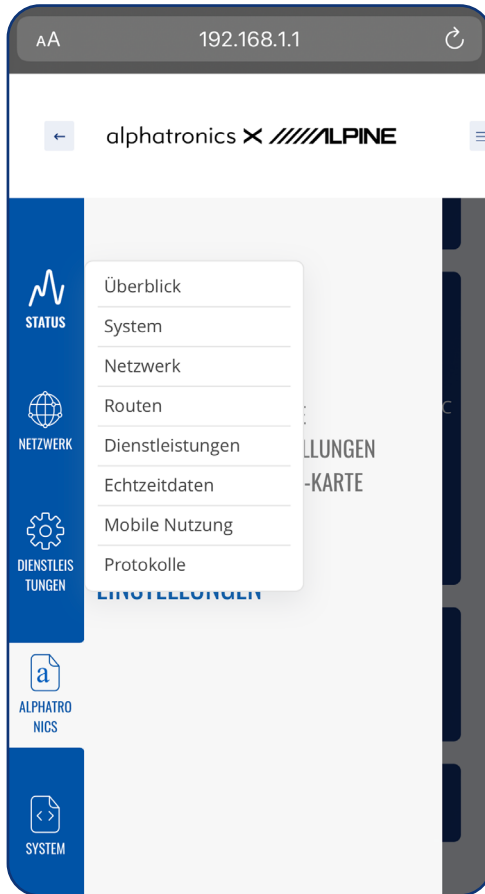 AA
192.168.1.1
alphatronics X ALPINE
STATUS
Überblick
System
Netzwerk
Routen
Dienstleistungen
Echtzeitdaten
Mobile Nutzung
Protokolle
LLUNGEN
-KARTE
EINSTELLUNGEN
C
NETZWERK
DIENSTLEIS
TUNGEN
a
ALPHATRO
NICS
SYSTEM